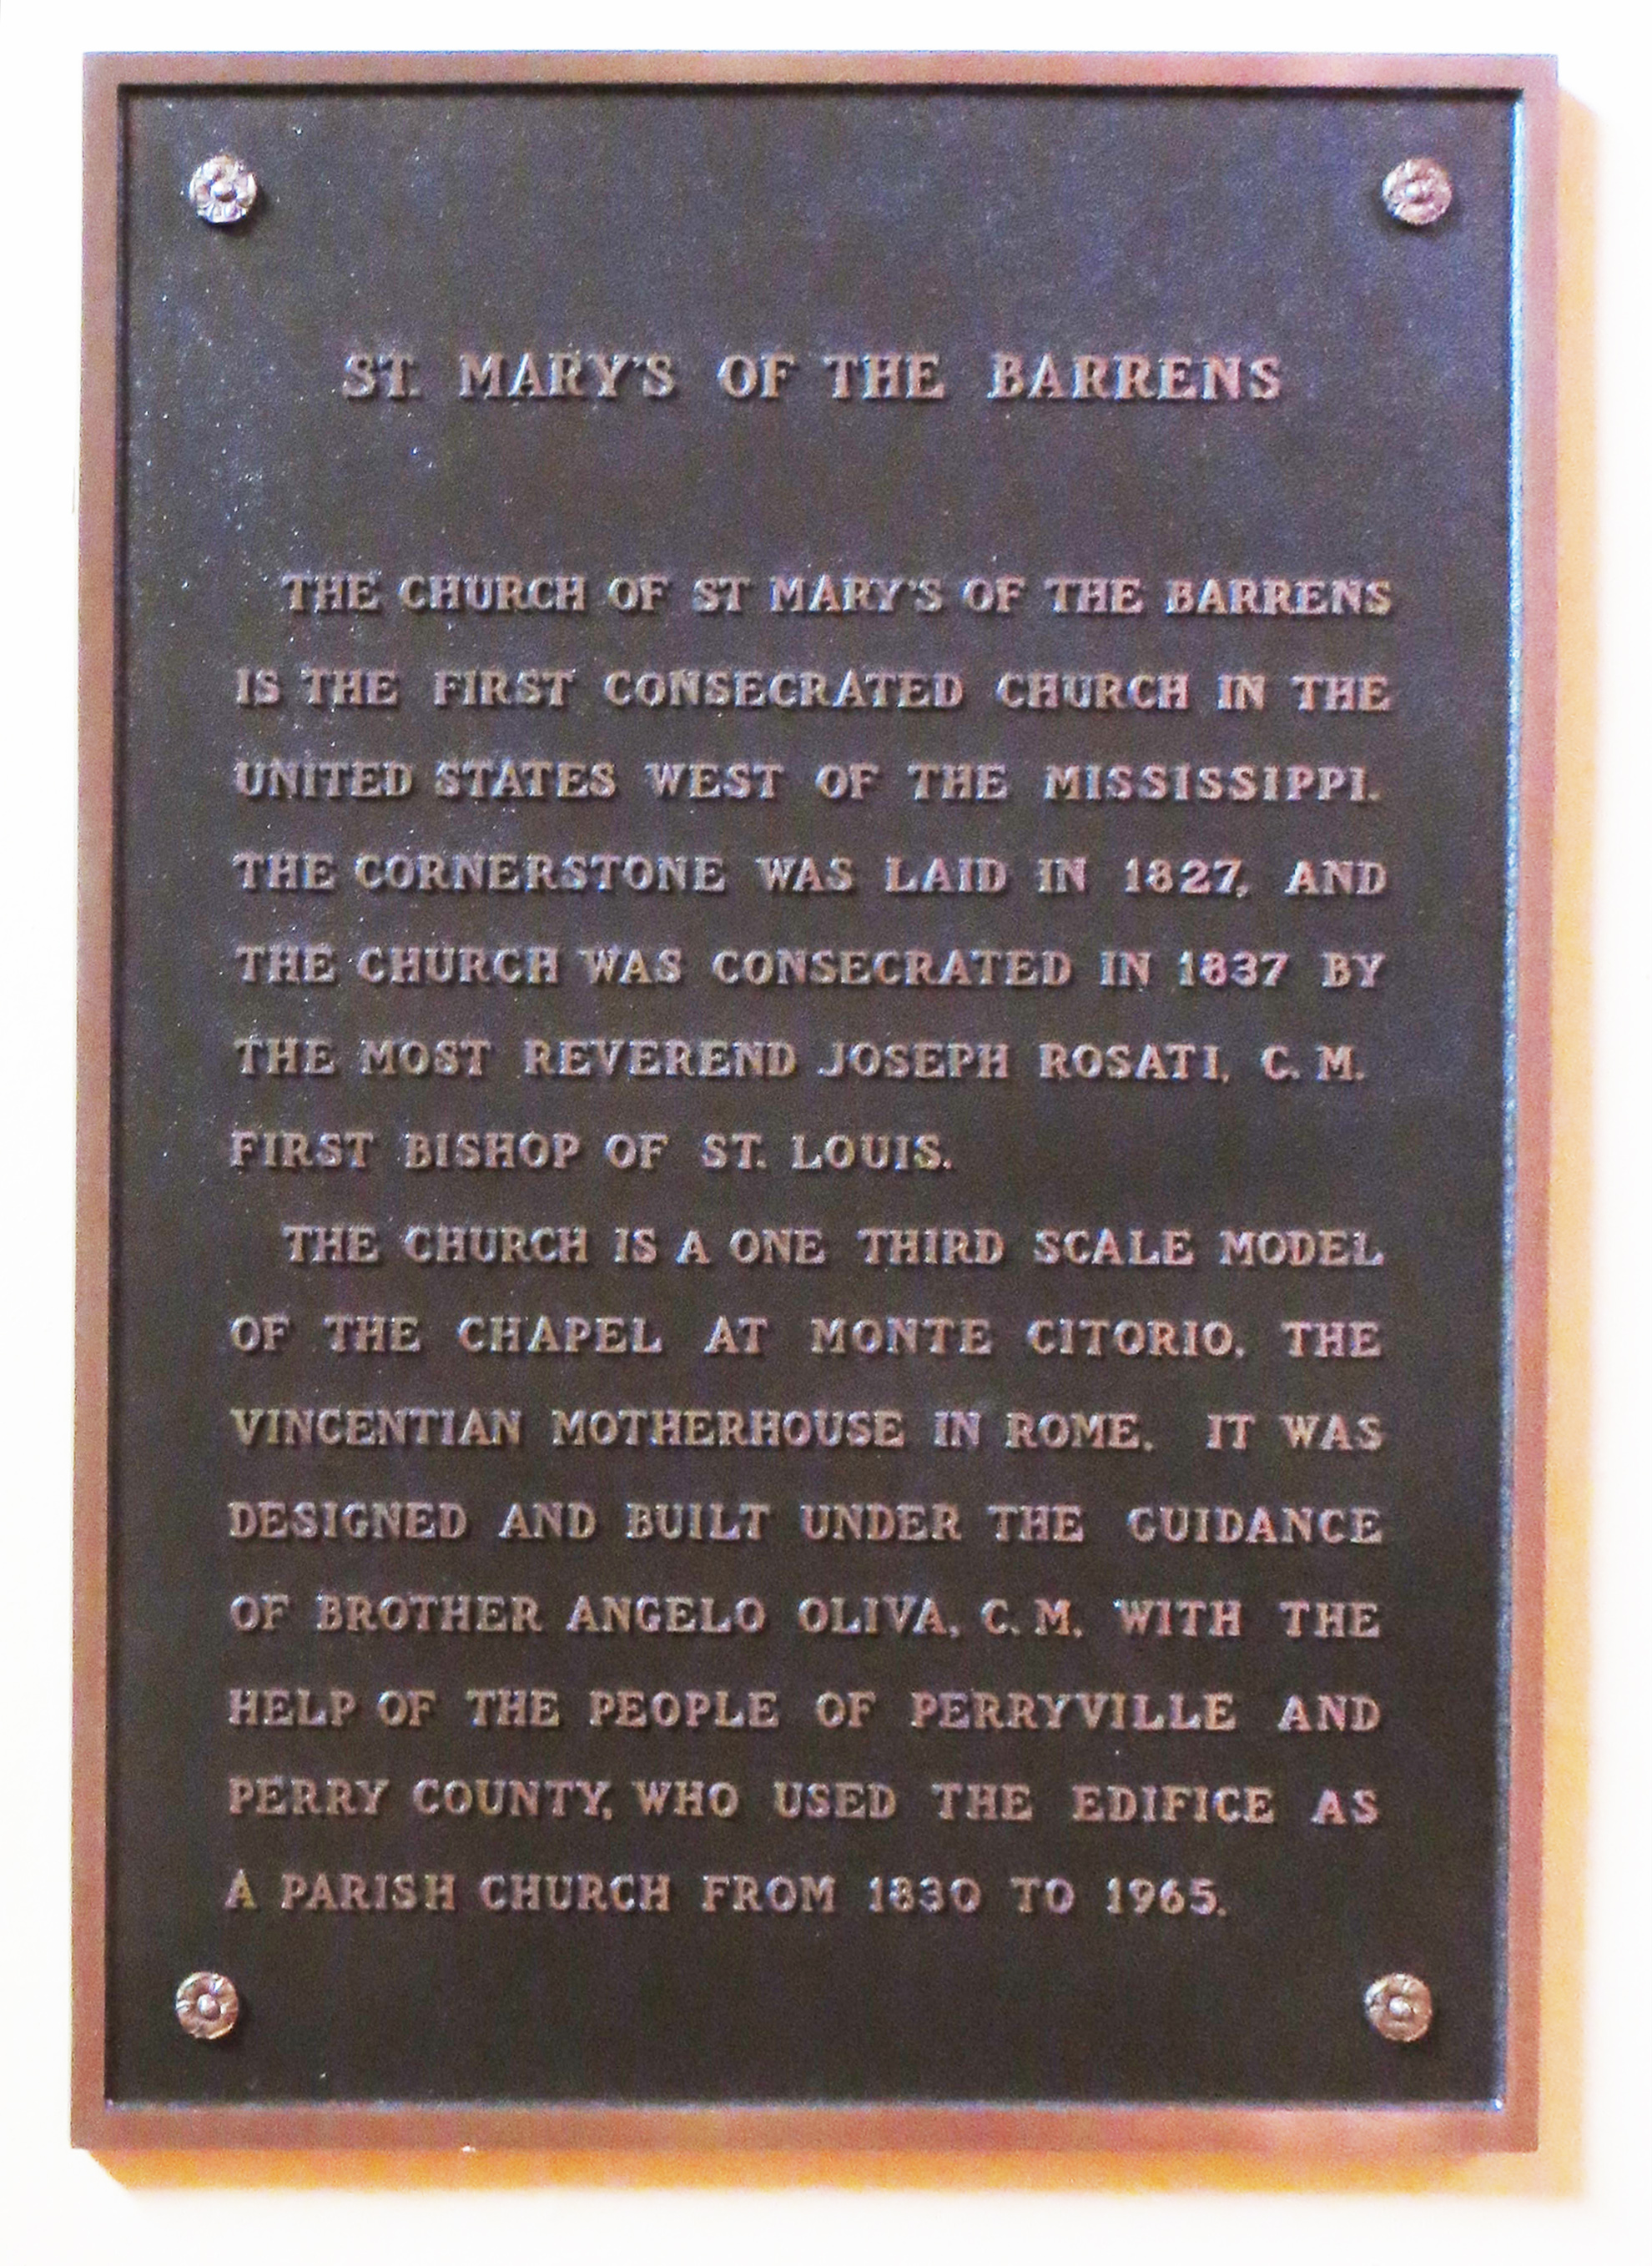 ST. MARY'S OF THE BARRENS
THE CHURCH OF ST MARY'S OF THE BARRENS
IS THE FIRST CONSECRATED CHURCH IN THE
UNITED STATES WEST OF THE MISSISSIPPI.
THE CORNERSTONE WAS LAID IN 1827, AND
THE CHURCH WAS CONSECRATED IN 1837 BY
THE MOST REVEREND JOSEPH ROSATI, C. M.
FIRST BISHOP OF ST. LOUIS.
THE CHURCH IS A ONE THIRD SCALE MODEL
OF THE CHAPEL AT MONTE CITORIO, THE
VINCENTIAN MOTHERHOUSE IN ROME. IT WAS
DESIGNED AND BUILT UNDER THE GUIDANCE
OF BROTHER ANGELO OLIVA, C. M. WITH THE
HELP OF THE PEOPLE OF PERRYVILLE AND
PERRY COUNTY, WHO USED THE EDIFICE AS
A PARISH CHURCH FROM 1830 TO 1965.